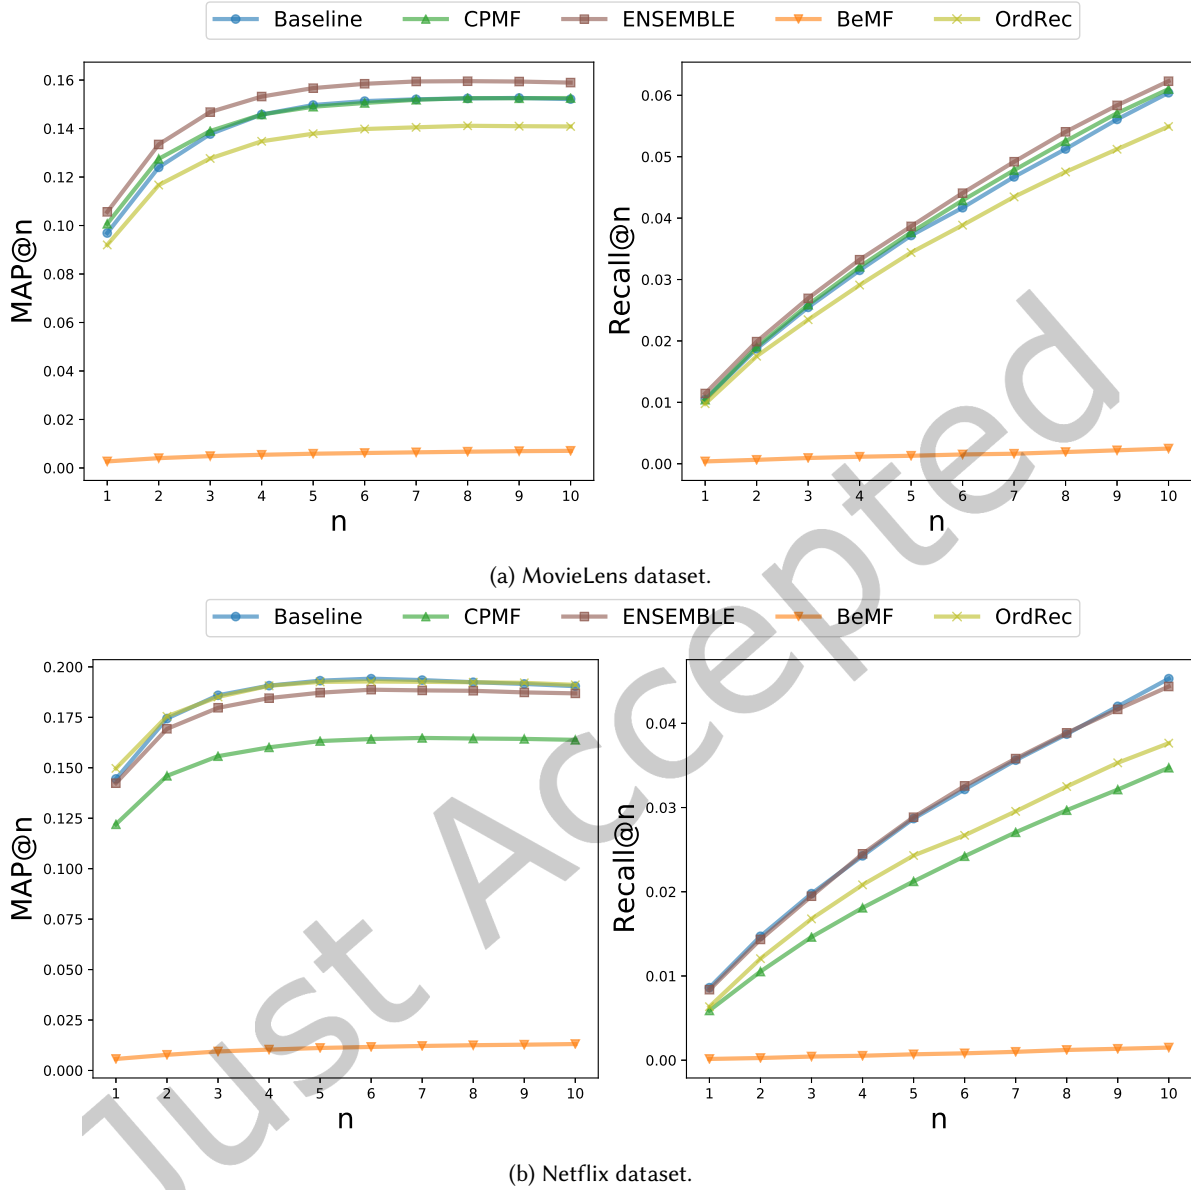 Baseline CPMF ENSEMBLE BeMF OrdRec
0.16
0.14
0.12
0.10
0.08
0.06
0.04
0.02
0.00
MAP@n
1 2 3 4 5 6 7 8 9 10
n
0.06
0.05
0.04
0.03
0.02
0.01
0.00
Recall@n
1 2 3 4 5 6 7 8 9 10
n
(a) MovieLens dataset.
Baseline CPMF ENSEMBLE BeMF OrdRec
0.200
0.175
0.150
0.125
0.100
0.075
0.050
0.025
0.000
MAP@n
1 2 3 4 5 6 7 8 9 10
n
0.04
0.03
0.02
0.01
0.00
Recall@n
1 2 3 4 5 6 7 8 9 10
n
(b) Netflix dataset.
Just Accepted